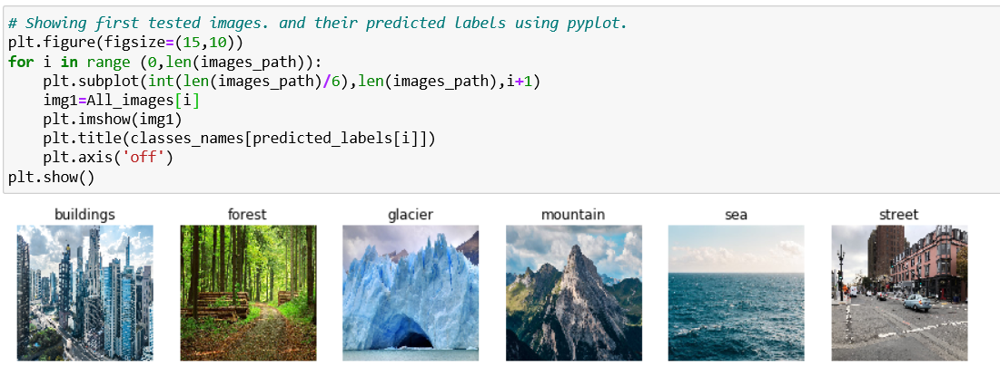 # Showing first tested images. and their predicted labels using pyplot.
plt.figure(figsize=(15,10))
for i in range (0,len(images_path)):
    plt.subplot(int(len(images_path)/6),len(images_path),i+1)
    img1=All_images[i]
    plt.imshow(img1)
    plt.title(classes_names[predicted_labels[i]])
    plt.axis('off')
plt.show()
buildings forest glacier mountain sea street